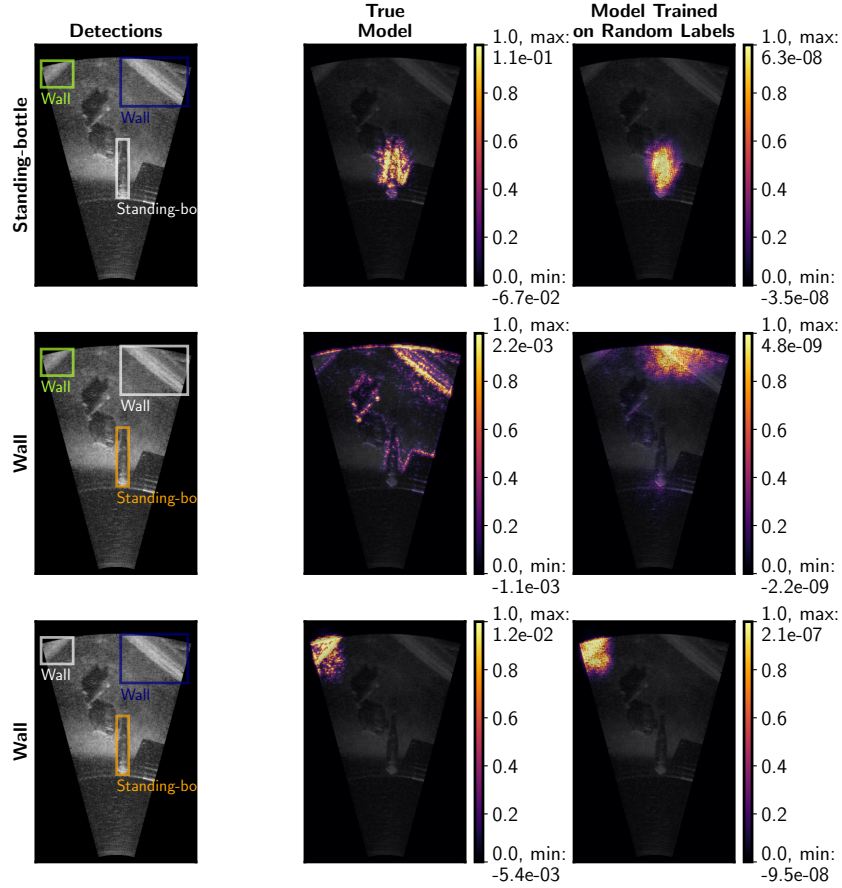 Detections
True
Model
Model Trained
on Random Labels
Standing-bottle
Wall
Wall
Standing-bo
1.0, max:
1.1e-01
0.8
0.6
0.4
0.2
0.0, min:
-6.7e-02
1.0, max:
6.3e-08
0.8
0.6
0.4
0.2
0.0, min:
-3.5e-08
Wall
Wall
Wall
Standing-bo
1.0, max:
2.2e-03
0.8
0.6
0.4
0.2
0.0, min:
-1.1e-03
1.0, max:
4.8e-09
0.8
0.6
0.4
0.2
0.0, min:
-2.2e-09
Wall
Wall
Wall
Standing-bo
1.0, max:
1.2e-02
0.8
0.6
0.4
0.2
0.0, min:
-5.4e-03
1.0, max:
2.1e-07
0.8
0.6
0.4
0.2
0.0, min:
-9.5e-08